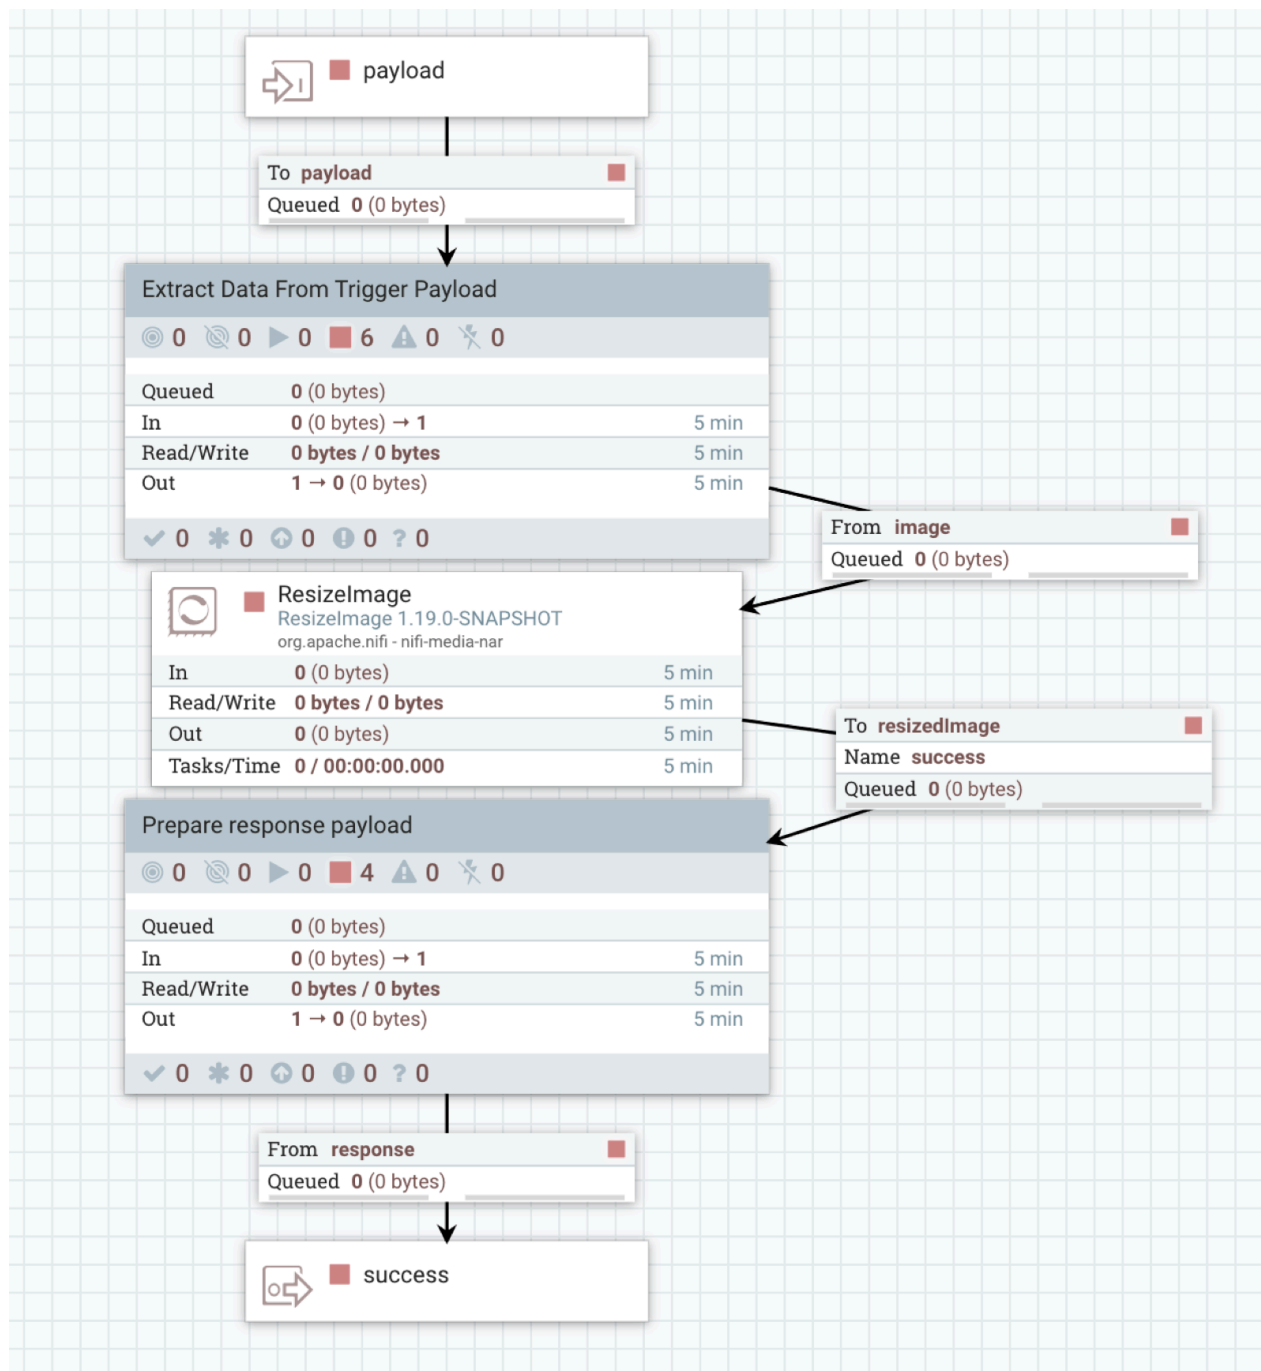 payload
To payload
Queued 0 (0 bytes)
Extract Data From Trigger Payload
0 0 0 6 0 0
Queued 0 (0 bytes)
In 0 (0 bytes) → 1 5 min
Read/Write 0 bytes / 0 bytes 5 min
Out 1 → 0 (0 bytes) 5 min
0 0 0 0 ? 0
From image
Queued 0 (0 bytes)
ResizeImage
ResizeImage 1.19.0-SNAPSHOT
org.apache.nifi - nifi-media-nar
In 0 (0 bytes) 5 min
Read/Write 0 bytes / 0 bytes 5 min
Out 0 (0 bytes) 5 min
Tasks/Time 0 / 00:00:00.000 5 min
To resizedImage
Name success
Queued 0 (0 bytes)
Prepare response payload
0 0 0 4 0 0
Queued 0 (0 bytes)
In 0 (0 bytes) → 1 5 min
Read/Write 0 bytes / 0 bytes 5 min
Out 1 → 0 (0 bytes) 5 min
0 0 0 0 ? 0
From response
Queued 0 (0 bytes)
success